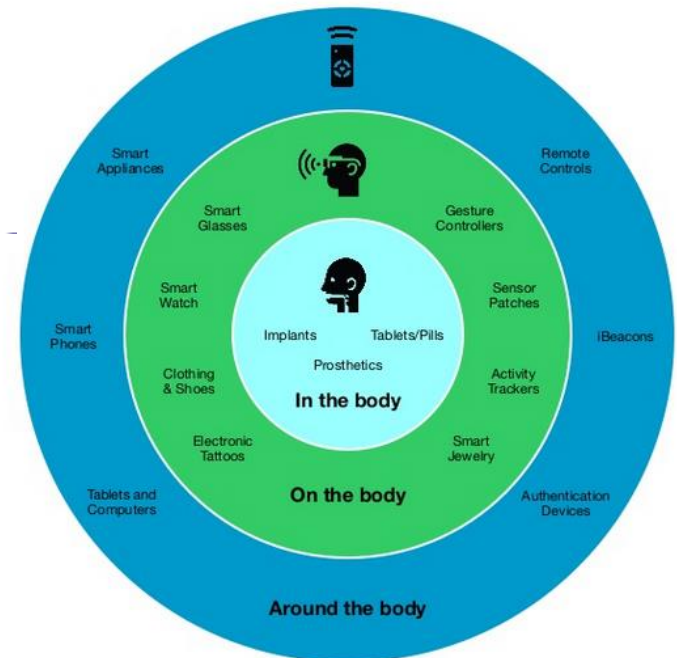 Smart
Appliances
Remote
Controls
Smart
Glasses
Gesture
Controllers
Smart
Watch
Sensor
Patches
Smart
Phones
Implants
Tablets/Pills
iBeacons
Prosthetics
Clothing
& Shoes
Activity
Trackers
In the body
Electronic
Tattoos
Smart
Jewelry
Tablets and
Computers
On the body
Authentication
Devices
Around the body